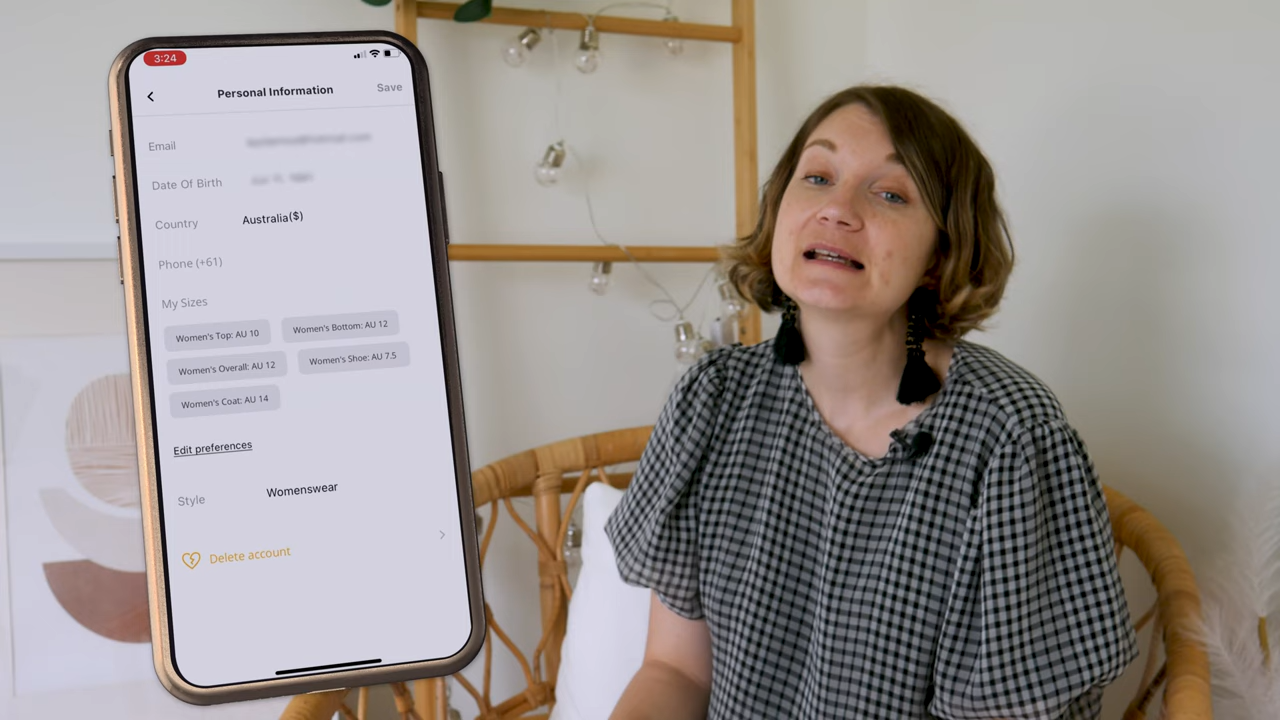 3:24
Personal Information
Save
Email
Date Of Birth
Country Australia($)
Phone (+61)
My Sizes
Women's Top: AU 10 Women's Bottom: AU 12
Women's Overall: AU 12 Women's Shoe: AU 7.5
Women's Coat: AU 14
Edit preferences
Style Womenswear
Delete account